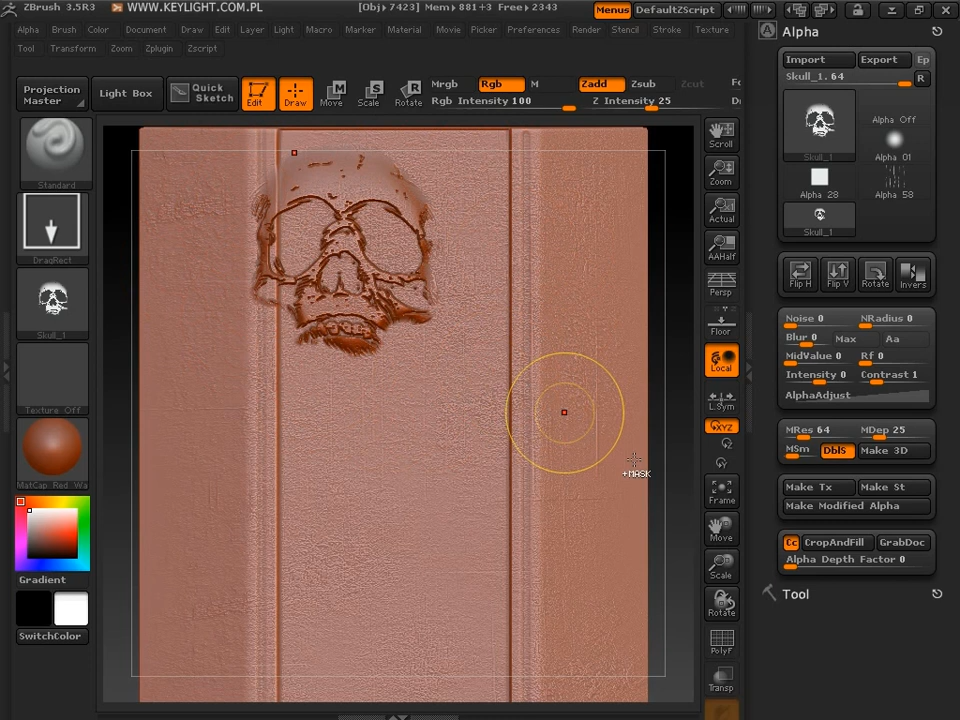 ZBrush 3.5R3 WWW.KEYLIGHT.COM.PL [Obj▸7423] Mem▸881+3 Free▸2343 Menus DefaultZScript
Alpha Brush Color Document Draw Edit Layer Light Macro Marker Material Movie Picker Preferences Render Stencil Stroke Texture
Tool Transform Zoom Zplugin Zscript
Projection Master
Light Box
Quick Sketch
Edit Draw Move Scale Rotate
Mrgb Rgb M Zadd Zsub Zcut
Rgb Intensity 100 Z Intensity 25
Standard
DragRect
Skull_1
Texture Off
MatCap Red Wa
Gradient
SwitchColor
+MASK
Scroll
Zoom
Actual
AAHalf
Persp
Floor
Local
L.Sym
XYZ
Frame
Move
Scale
Rotate
PolyF
Transp
A Alpha
Import Export Ep
Skull_1. 64 R
Skull_1
Alpha Off
Alpha 01
Alpha 28 Alpha 58
Skull_1
Flip H Flip V Rotate Invers
Noise 0 NRadius 0
Blur 0 Max Aa
MidValue 0 Rf 0
Intensity 0 Contrast 1
AlphaAdjust
MRes 64 MDep 25
MSm DblS Make 3D
Make Tx Make St
Make Modified Alpha
Cc CropAndFill GrabDoc
Alpha Depth Factor 0
Tool